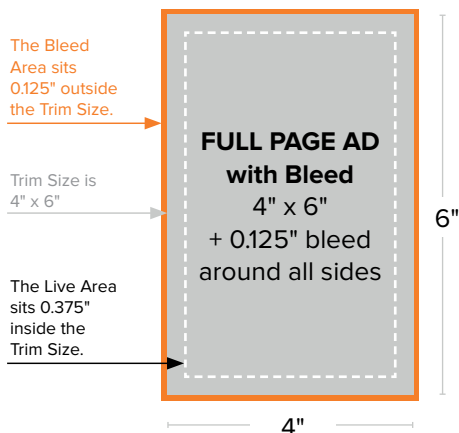 The Bleed
Area sits
0.125" outside
the Trim Size.
Trim Size is
4" x 6"
The Live Area
sits 0.375"
inside the
Trim Size.
FULL PAGE AD
with Bleed
4" x 6"
+ 0.125" bleed
around all sides
6"
4"